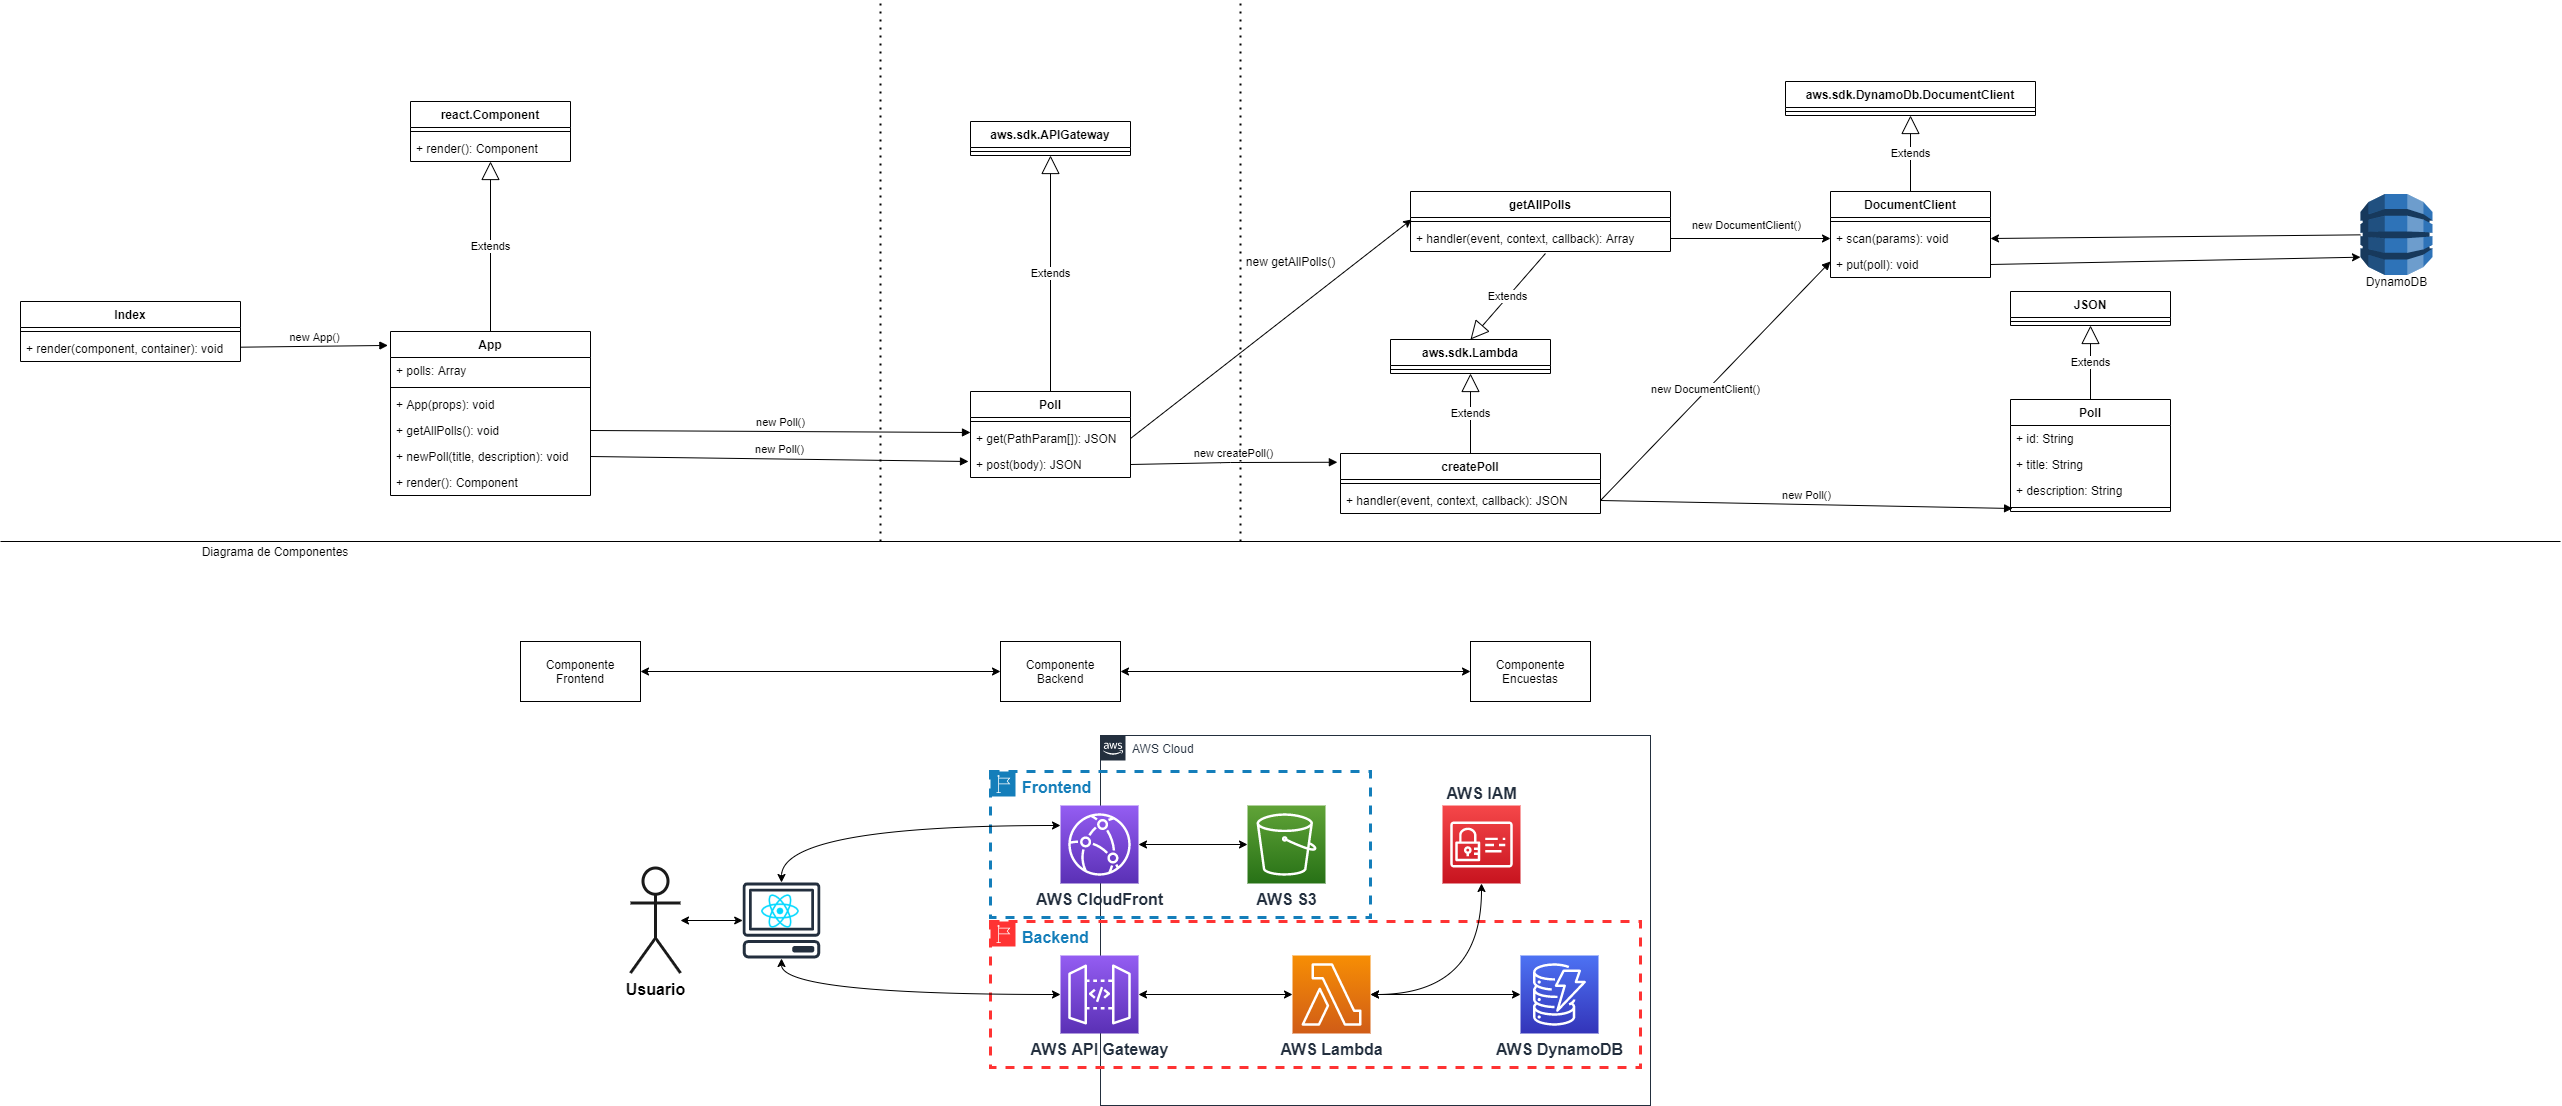 react.Component
+ render(): Component
Extends
Index
+ render(component, container): void
new App()
App
+ polls: Array
+ App(props): void
+ getAllPolls(): void
+ newPoll(title, description): void
+ render(): Component
new Poll()
new Poll()
aws.sdk.APIGateway
Extends
Poll
+ get(PathParam[]): JSON
+ post(body): JSON
new getAllPolls()
new createPoll()
getAllPolls
+ handler(event, context, callback): Array
Extends
aws.sdk.Lambda
Extends
createPoll
+ handler(event, context, callback): JSON
new DocumentClient()
new DocumentClient()
new Poll()
aws.sdk.DynamoDb.DocumentClient
Extends
DocumentClient
+ scan(params): void
+ put(poll): void
DynamoDB
JSON
Extends
Poll
+ id: String
+ title: String
+ description: String
Diagrama de Componentes
Componente
Frontend
Componente
Backend
Componente
Encuestas
aws
AWS Cloud
Frontend
AWS CloudFront
AWS S3
AWS IAM
Usuario
Backend
</>
AWS API Gateway
AWS Lambda
AWS DynamoDB